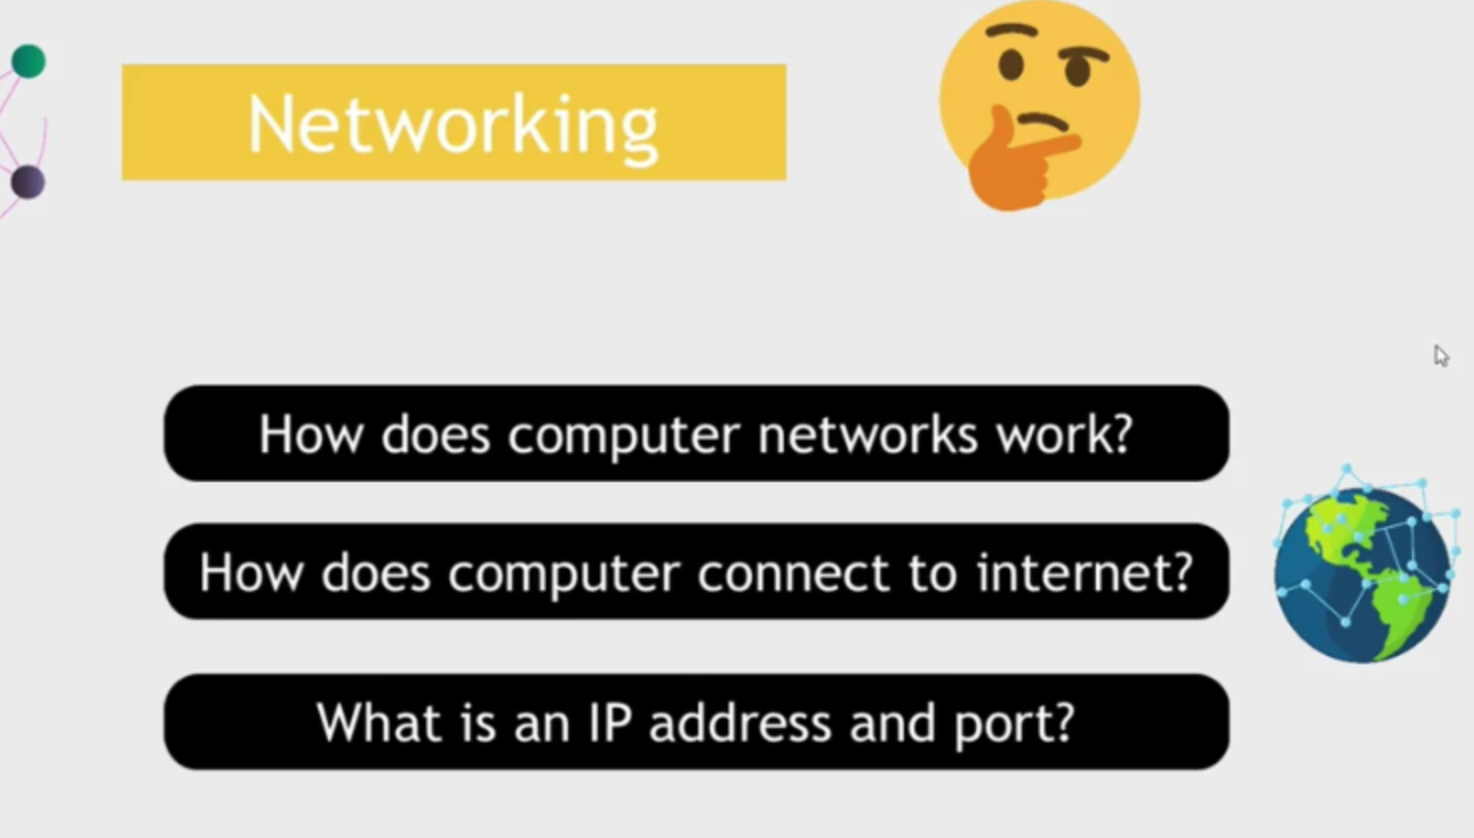 Networking
How does computer networks work?
How does computer connect to internet?
What is an IP address and port?